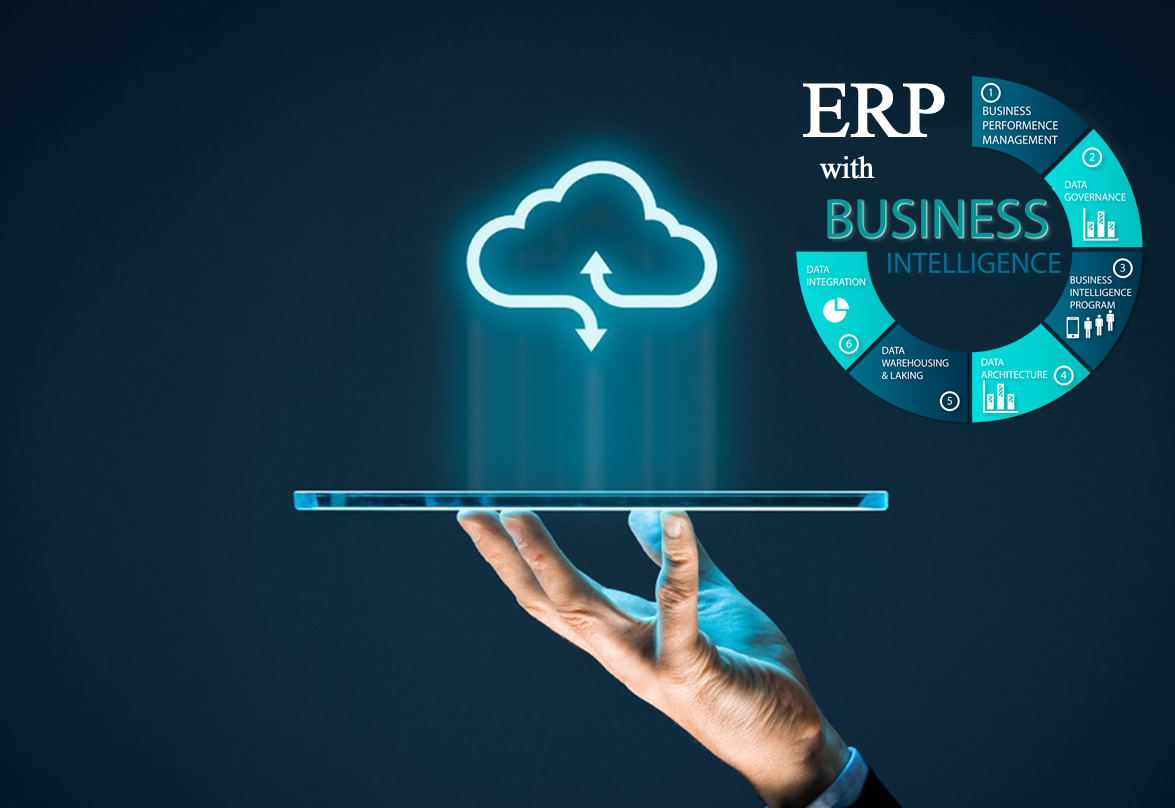 ERP
with
BUSINESS
INTELLIGENCE
1
BUSINESS
PERFORMENCE
MANAGEMENT
2
DATA
GOVERNANCE
3
BUSINESS
INTELLIGENCE
PROGRAM
DATA
ARCHITECTURE 4
DATA
WAREHOUSING
& LAKING
5
DATA
INTEGRATION
6